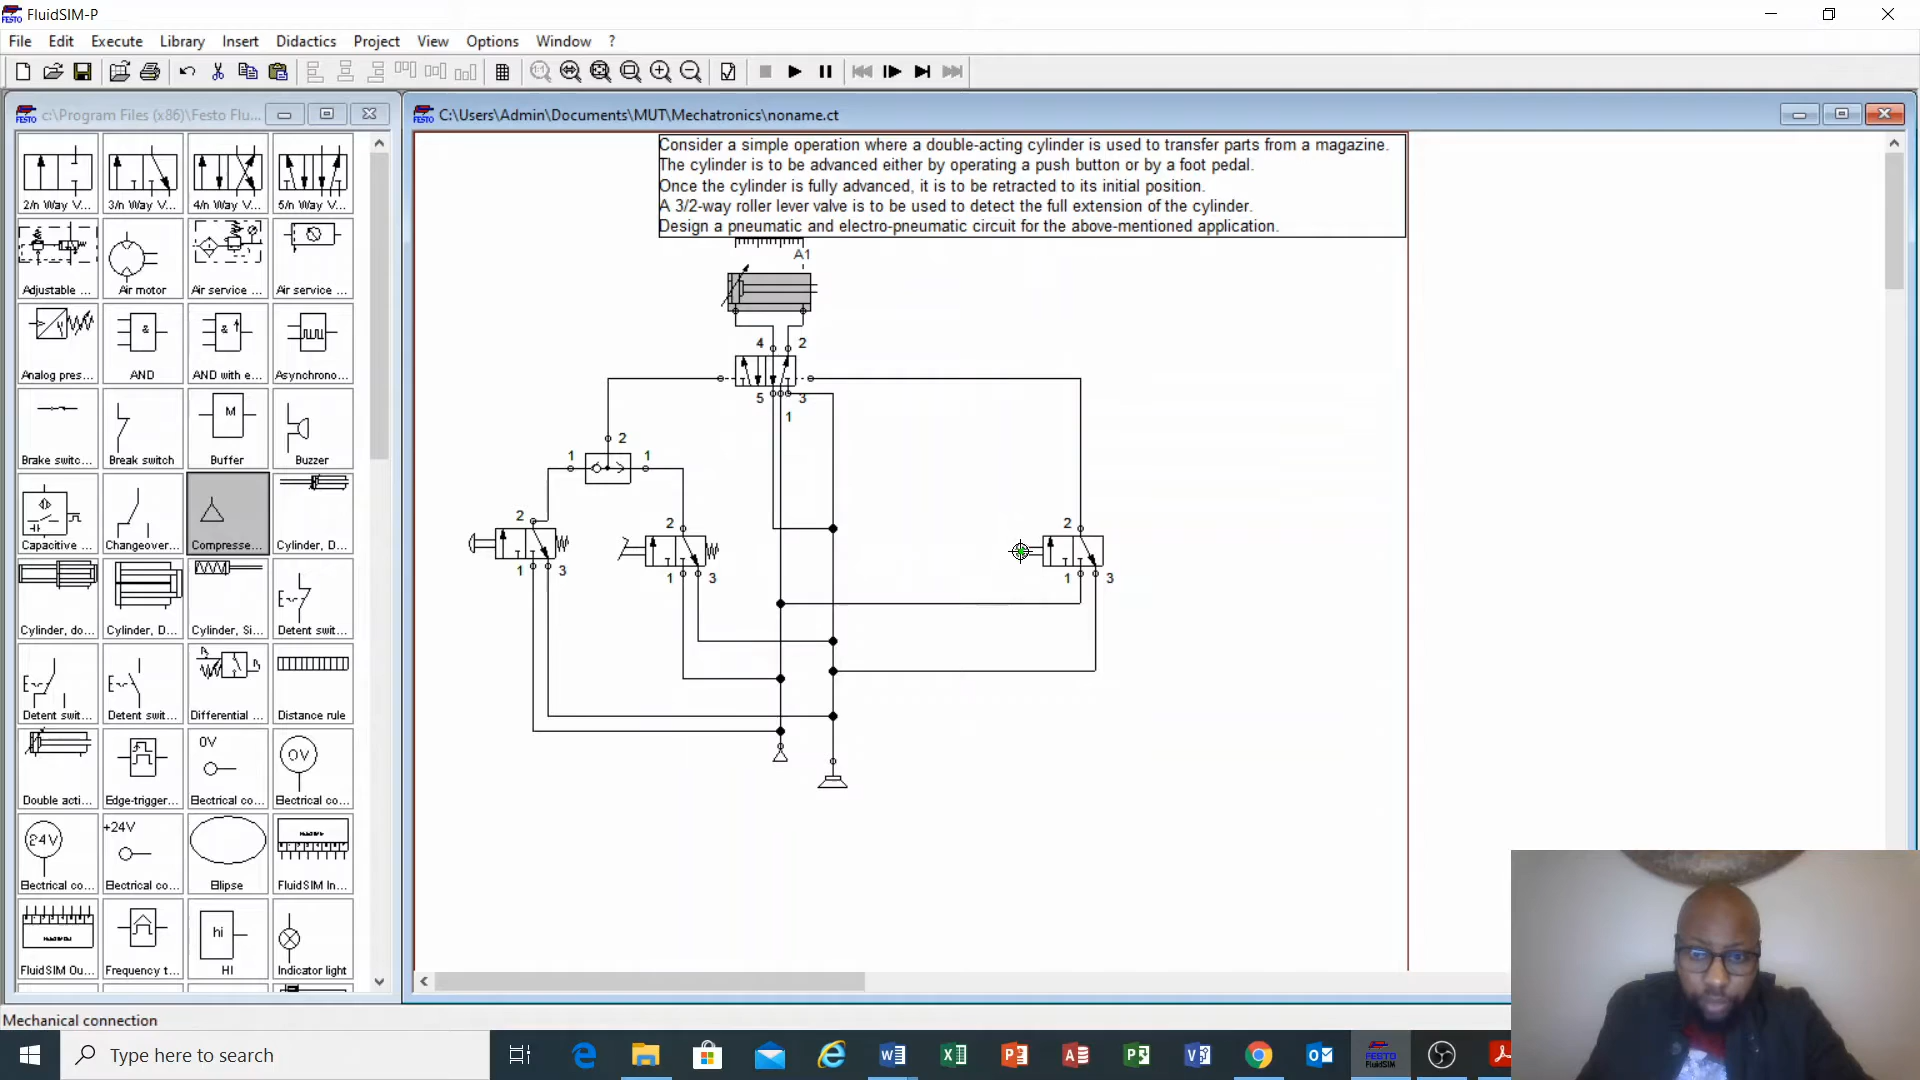 FluidSIM-P
File Edit Execute Library Insert Didactics Project View Options Window ?
c:\Program Files (x86)\Festo Flu...
C:\Users\Admin\Documents\MUT\Mechatronics\noname.ct
2/n Way V... 3/n Way V... 4/n Way V... 5/n Way V...
Adjustable ... Air motor Air service ... Air service ...
Analog pres... AND AND with e... Asynchrono...
Brake switc... Break switch Buffer Buzzer
Capacitive ... Changeover... Compresse... Cylinder, D...
Cylinder, do... Cylinder, D... Cylinder, Si... Detent swit...
Detent swit... Detent swit... Differential ... Distance rule
Double acti... Edge-trigger... Electrical co... Electrical co...
Electrical co... Electrical co... Ellipse FluidSIM In...
FluidSIM Ou... Frequency t... HI Indicator light
& & M
0V 0V
24V +24V
hi
Consider a simple operation where a double-acting cylinder is used to transfer parts from a magazine.
The cylinder is to be advanced either by operating a push button or by a foot pedal.
Once the cylinder is fully advanced, it is to be retracted to its initial position.
A 3/2-way roller lever valve is to be used to detect the full extension of the cylinder.
Design a pneumatic and electro-pneumatic circuit for the above-mentioned application.
A1
4 2
5 3
1
2
1 1
2 2 2
1 3 1 3 1 3
Mechanical connection
Type here to search
FESTO
FluidSIM